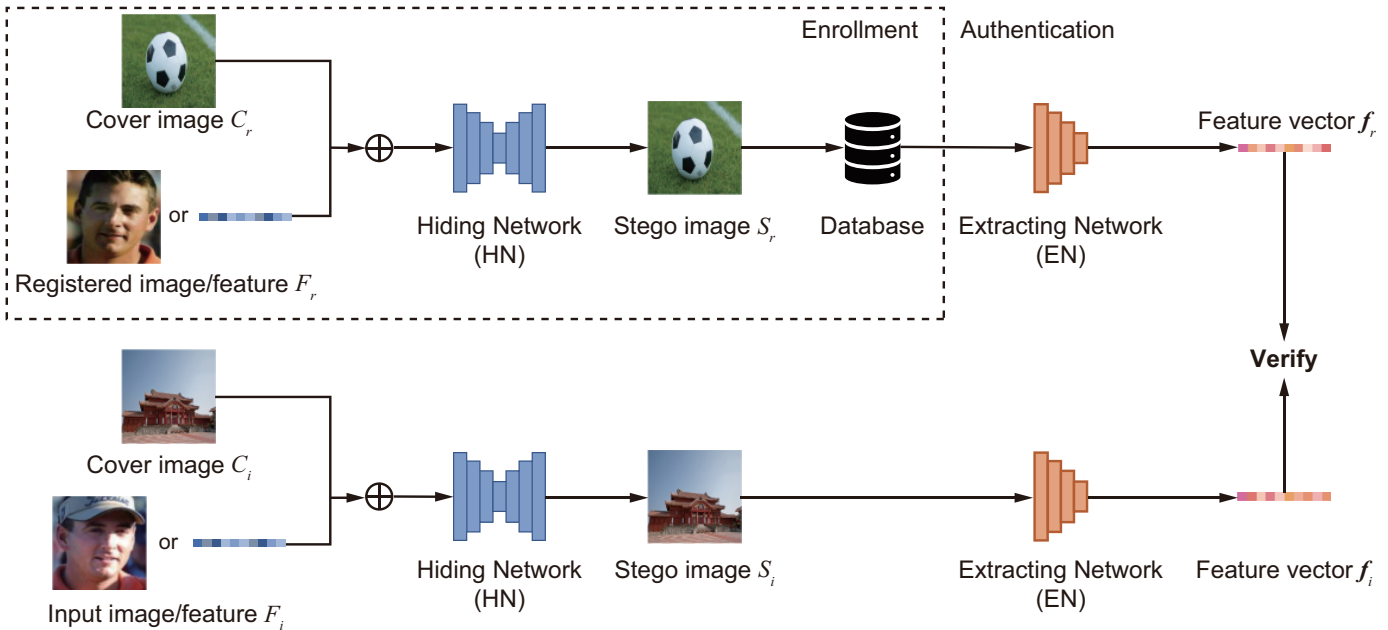 Enrollment
Authentication
Cover image C_r
or
Registered image/feature F_r
Hiding Network
(HN)
Stego image S_r
Database
Extracting Network
(EN)
Feature vector f_r
Verify
Cover image C_i
or
Input image/feature F_i
Hiding Network
(HN)
Stego image S_i
Extracting Network
(EN)
Feature vector f_i